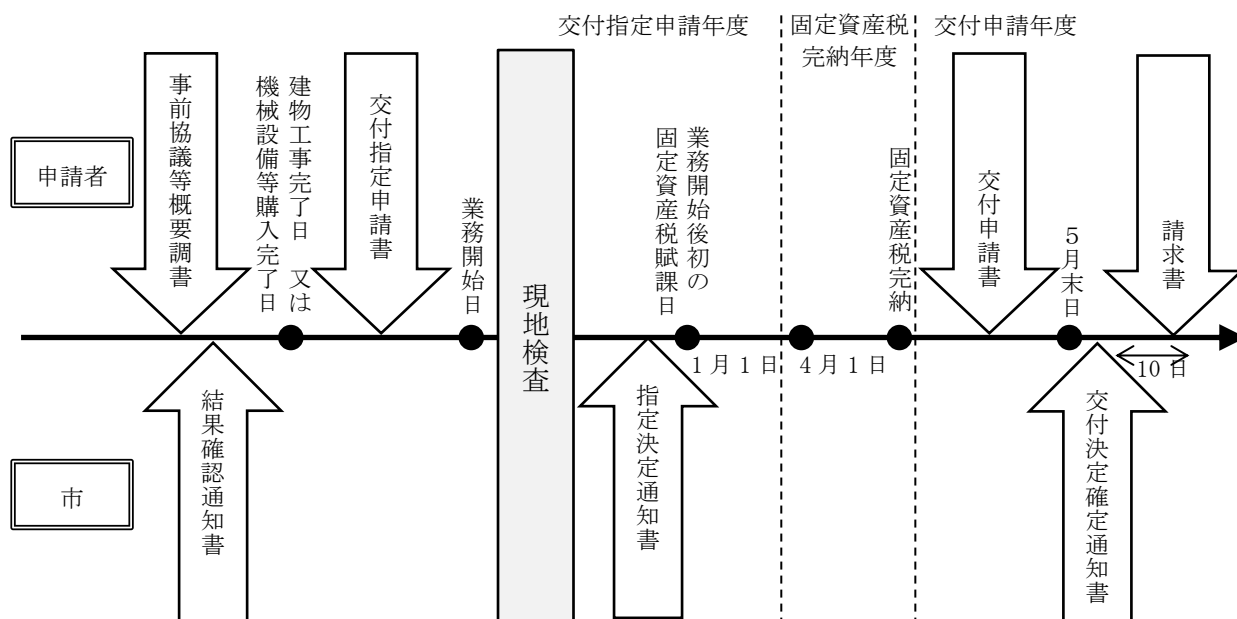 交付指定申請年度
固定資産税
完納年度
交付申請年度
申請者
事前協議等概要調書
建物工事完了日 又は
機械設備等購入完了日
交付指定申請書
業務開始日
現地検査
業務開始後初の
固定資産税賦課日
固定資産税完納
交付申請書
5月末日
請求書
1月1日
4月1日
10日
市
結果確認通知書
指定決定通知書
交付決定確定通知書